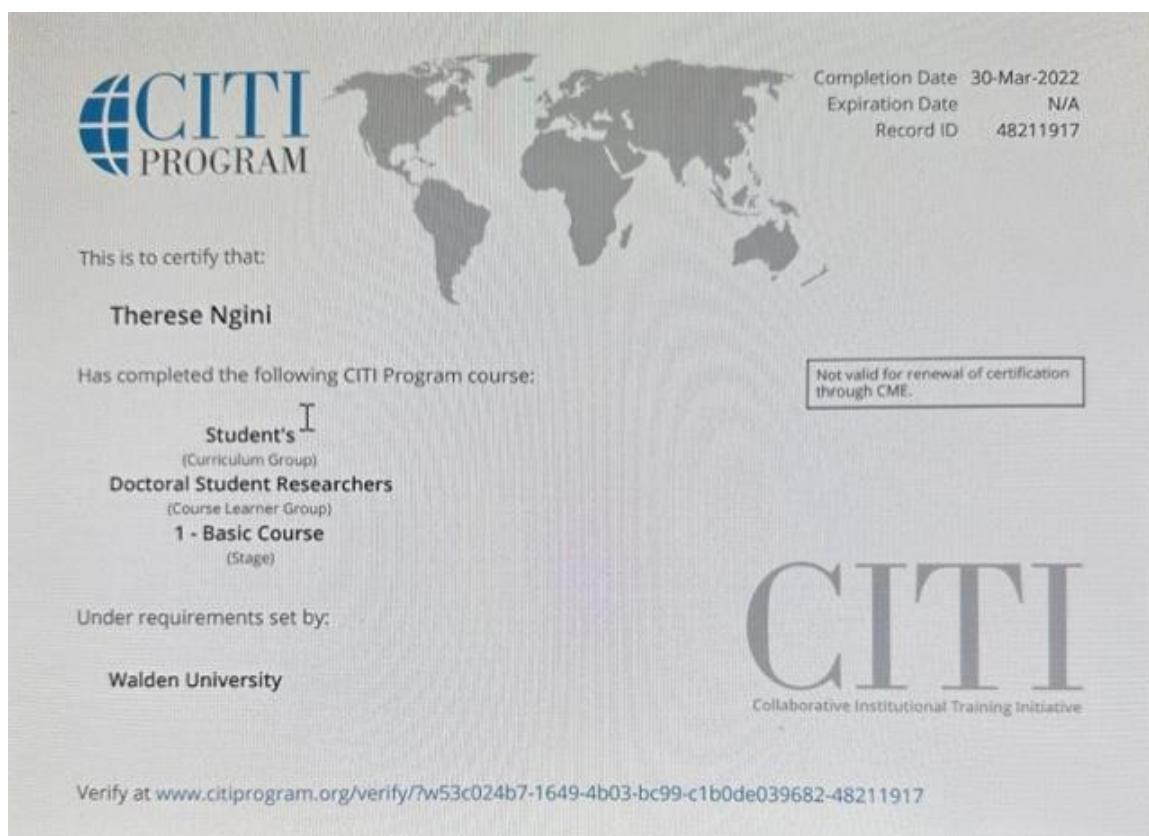 CITI
PROGRAM
Completion Date 30-Mar-2022
Expiration Date N/A
Record ID 48211917
This is to certify that:
Therese Ngini
Has completed the following CITI Program course:
Not valid for renewal of certification
through CME.
Student's
(Curriculum Group)
Doctoral Student Researchers
(Course Learner Group)
1 - Basic Course
(Stage)
Under requirements set by:
Walden University
CITI
Collaborative Institutional Training Initiative
Verify at www.citiprogram.org/verify/?w53c024b7-1649-4b03-bc99-c1b0de039682-48211917